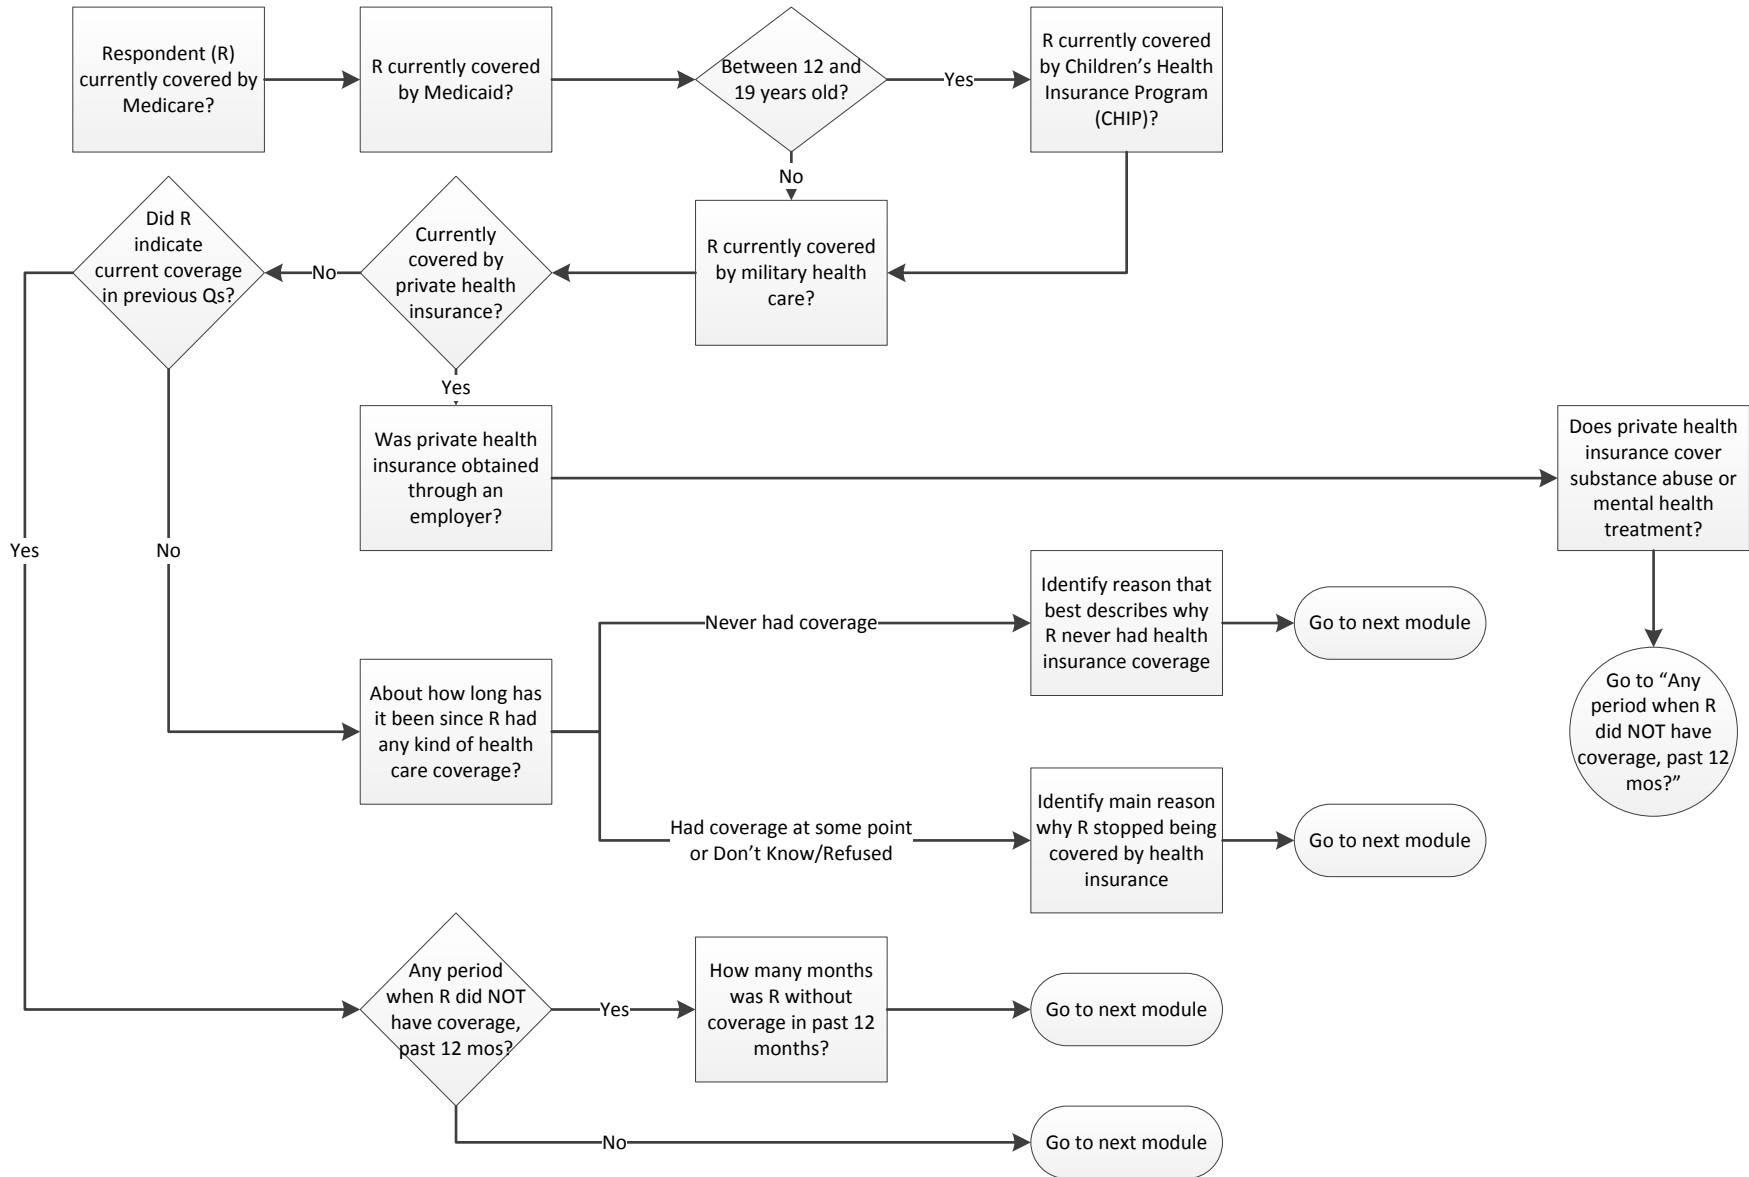 Respondent (R)
currently covered by
Medicare?
R currently covered
by Medicaid?
Between 12 and
19 years old?
Yes
R currently covered
by Children’s Health
Insurance Program
(CHIP)?
No
Did R
indicate
current coverage
in previous Qs?
No
Currently
covered by
private health
insurance?
R currently covered
by military health
care?
Yes
Was private health
insurance obtained
through an
employer?
Does private health
insurance cover
substance abuse or
mental health
treatment?
Yes
No
Never had coverage
Identify reason that
best describes why
R never had health
insurance coverage
Go to next module
Go to “Any
period when R
did NOT have
coverage, past 12
mos?”
About how long has
it been since R had
any kind of health
care coverage?
Had coverage at some point
or Don’t Know/Refused
Identify main reason
why R stopped being
covered by health
insurance
Go to next module
Any period
when R did NOT
have coverage,
past 12 mos?
Yes
How many months
was R without
coverage in past 12
months?
Go to next module
No
Go to next module